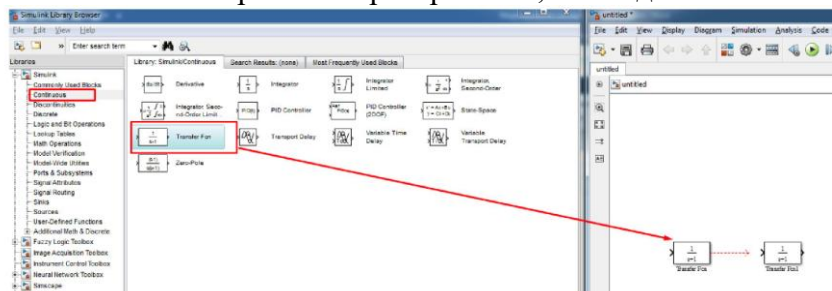 Simulink Library Browser
File Edit View Help
» Enter search term
Libraries
Library: Simulink/Continuous
Search Results: (none)
Most Frequently Used Blocks
Simulink
Commonly Used Blocks
Continuous
Discontinuities
Discrete
Logic and Bit Operations
Lookup Tables
Math Operations
Model Verification
Model-Wide Utilities
Ports & Subsystems
Signal Attributes
Signal Routing
Sinks
Sources
User-Defined Functions
Additional Math & Discrete
Fuzzy Logic Toolbox
Image Acquisition Toolbox
Instrument Control Toolbox
Neural Network Toolbox
Simscape
Derivative
Integrator
Integrator Limited
Integrator, Second-Order
Integrator, Seco-
nd-Order Limit...
PID Controller
PID Controller (2DOF)
State-Space
Transfer Fcn
Transport Delay
Variable Time Delay
Variable Transport Delay
Zero-Pole
untitled *
File Edit View Display Diagram Simulation Analysis Code
untitled
untitled
Transfer Fcn
Transfer Fcn1